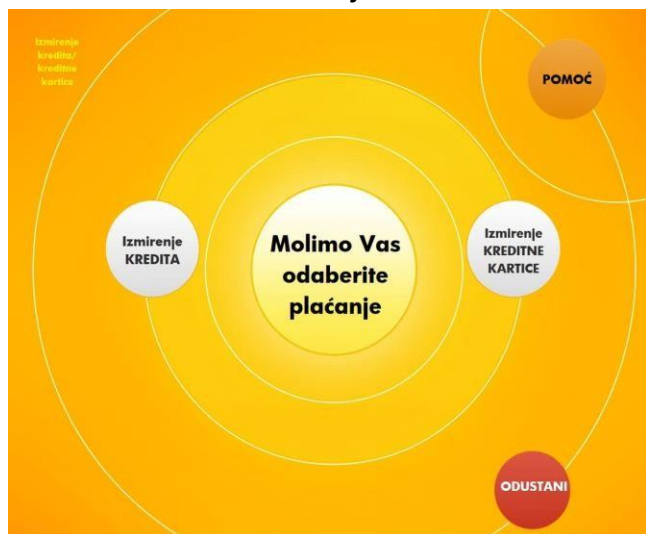 Izmirenje
kredita/
kreditne
kartice
POMOĆ
Izmirenje
KREDITA
Molimo Vas
odaberite
plaćanje
Izmirenje
KREDITNE
KARTICE
ODUSTANI